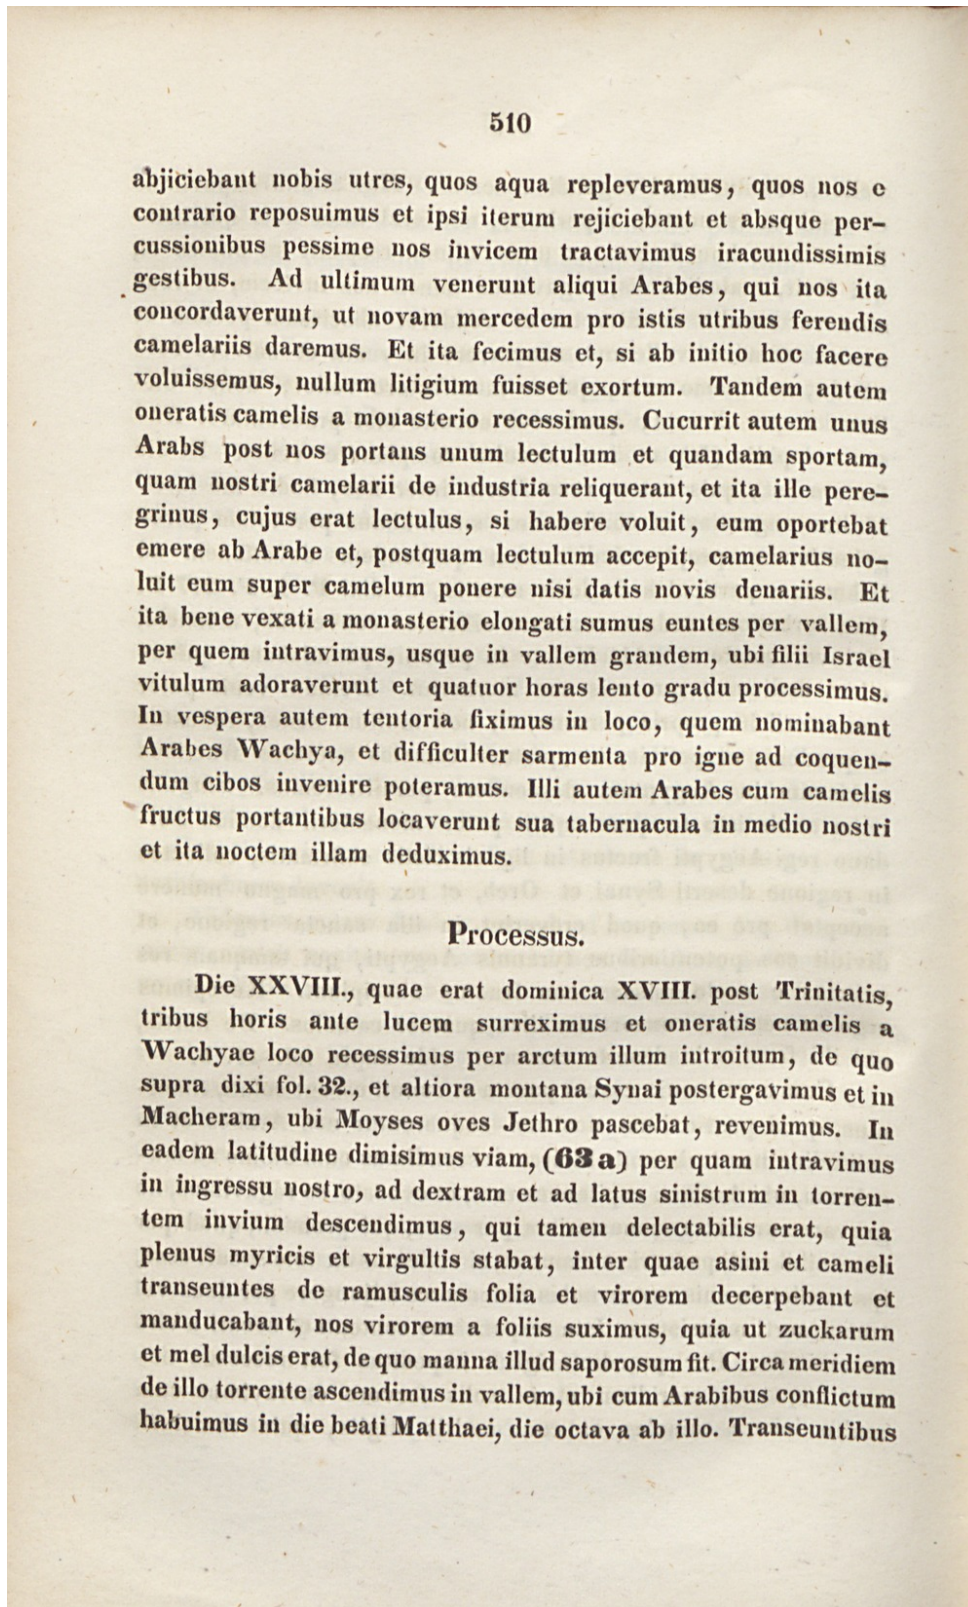 510
abjiciebant nobis utres, quos aqua repleveramus, quos nos e
contrario reposuimus et ipsi iterum rejiciebant et absque per-
cussionibus pessime nos invicem tractavimus iracundissimis
gestibus. Ad ultimum venerunt aliqui Arabes, qui nos ita
concordaverunt, ut novam mercedem pro istis utribus ferendis
camelariis daremus. Et ita fecimus et, si ab initio hoc facere
voluissemus, nullum litigium fuisset exortum. Tandem autem
oneratis camelis a monasterio recessimus. Cucurrit autem unus
Arabs post nos portans unum lectulum et quandam sportam,
quam nostri camelarii de industria reliquerant, et ita ille pere-
grinus, cujus erat lectulus, si habere voluit, eum oportebat
emere ab Arabe et, postquam lectulum accepit, camelarius no-
luit eum super camelum ponere nisi datis novis denariis. Et
ita bene vexati a monasterio elongati sumus euntes per vallem,
per quem intravimus, usque in vallem grandem, ubi filii Israel
vitulum adoraverunt et quatuor horas lento gradu processimus.
In vespera autem tentoria fiximus in loco, quem nominabant
Arabes Wachya, et difficulter sarmenta pro igne ad coquen-
dum cibos invenire poteramus. Illi autem Arabes cum camelis
fructus portantibus locaverunt sua tabernacula in medio nostri
et ita noctem illam deduximus.
Processus.
Die XXVIII., quae erat dominica XVIII. post Trinitatis,
tribus horis ante lucem surreximus et oneratis camelis a
Wachyae loco recessimus per arctum illum introitum, de quo
supra dixi fol. 32., et altiora montana Synai postergavimus et in
Macheram, ubi Moyses oves Jethro pascebat, revenimus. In
eadem latitudine dimisimus viam, (63 a) per quam intravimus
in ingressu nostro, ad dextram et ad latus sinistrum in torren-
tem invium descendimus, qui tamen delectabilis erat, quia
plenus myricis et virgultis stabat, inter quae asini et cameli
transeuntes de ramusculis folia et virorem decerpebant et
manducabant, nos virorem a foliis suximus, quia ut zuckarum
et mel dulcis erat, de quo manna illud saporosum fit. Circa meridiem
de illo torrente ascendimus in vallem, ubi cum Arabibus conflictum
habuimus in die beati Matthaei, die octava ab illo. Transeuntibus